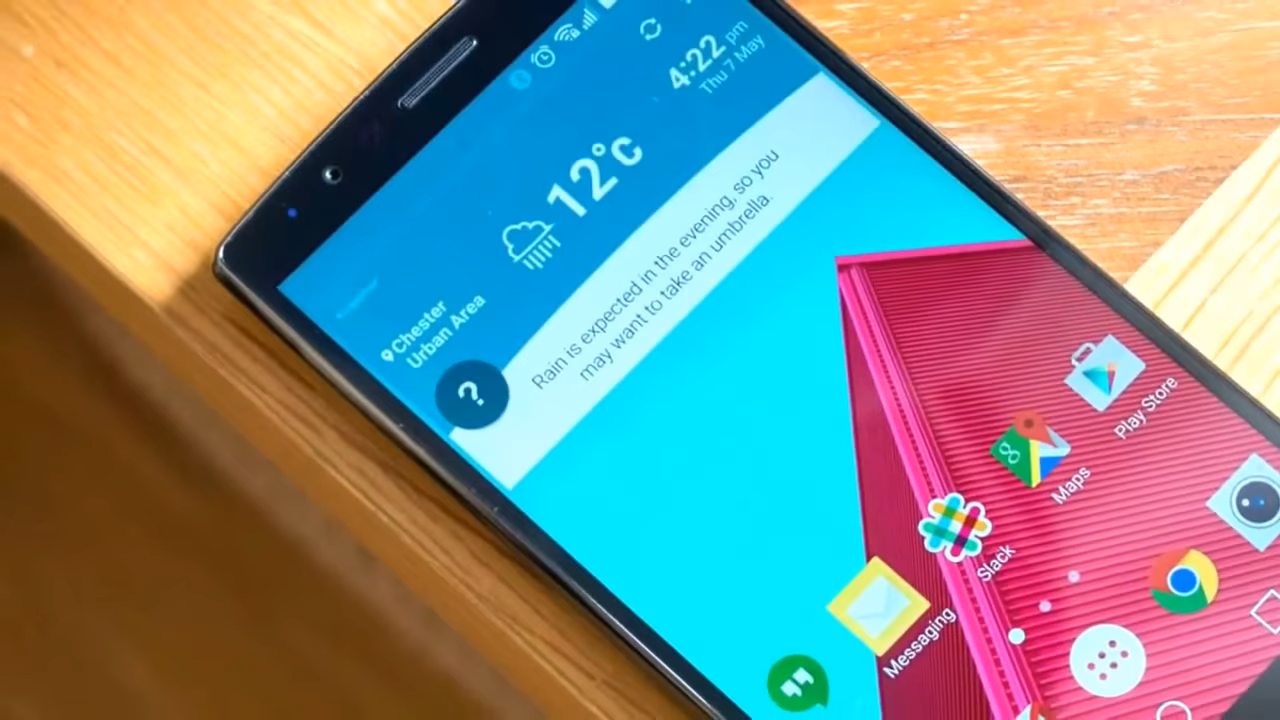 4:22 pm
Thu 7 May
12°C
Chester
Urban Area
?
Rain is expected in the evening, so you
may want to take an umbrella.
Play Store
Maps
Slack
Messaging